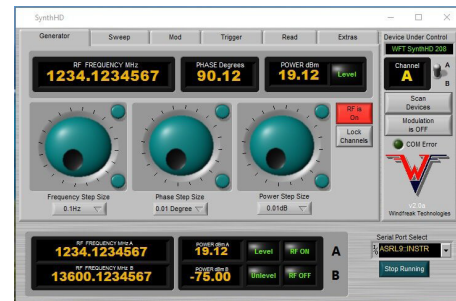 SynthHD
Generator Sweep Mod Trigger Read Extras
Device Under Control
WFT SynthHD 208
RF FREQUENCY MHz
1234.1234567
PHASE Degrees
90.12
POWER dBm
19.12
Level
Channel
A
A
B
Scan
Devices
Modulation
is OFF
COM Error
RF is
On
Lock
Channels
Frequency Step Size
0.1Hz
Phase Step Size
0.01 Degree
Power Step Size
0.01dB
v2.0a
Windfreak Technologies
Serial Port Select
ASRL9::INSTR
Stop Running
RF FREQUENCY MHz A
1234.1234567
POWER dBm A
19.12
Level
RF ON
A
RF FREQUENCY MHz B
13600.1234567
POWER dBm B
-75.00
Unlevel
RF OFF
B